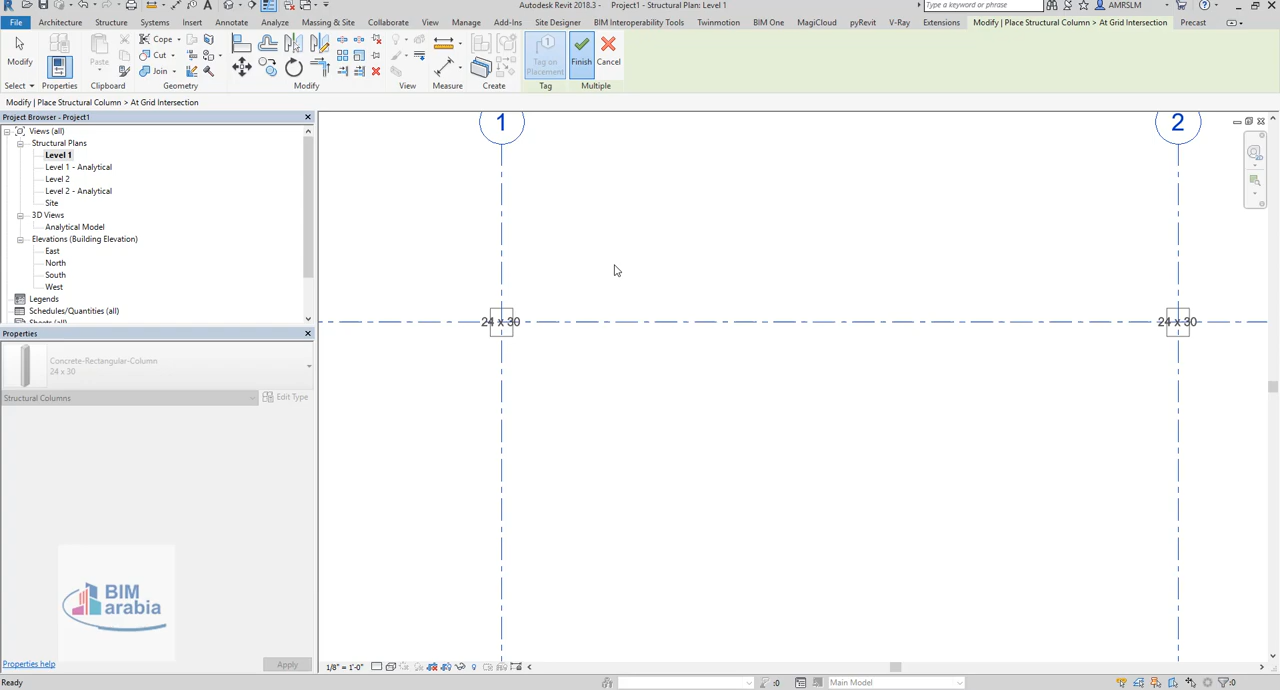 Autodesk Revit 2018.3 - Project1 - Structural Plan: Level 1
Type a keyword or phrase
AMRSLM
File Architecture Structure Systems Insert Annotate Analyze Massing & Site Collaborate View Manage Add-Ins Site Designer BIM Interoperability Tools Twinmotion BIM One MagiCloud pyRevit V-Ray Extensions Modify | Place Structural Column > At Grid Intersection Precast
Modify
Paste
Cope
Cut
Join
Tag on Placement
Finish
Cancel
Select Properties Clipboard Geometry Modify View Measure Create Tag Multiple
Modify | Place Structural Column > At Grid Intersection
Project Browser - Project1
Views (all)
Structural Plans
Level 1
Level 1 - Analytical
Level 2
Level 2 - Analytical
Site
3D Views
Analytical Model
Elevations (Building Elevation)
East
North
South
West
Legends
Schedules/Quantities (all)
Sheets (all)
Properties
Concrete-Rectangular-Column
24 x 30
Structural Columns
Edit Type
BIM
arabia
Properties help
Apply
1
2
24 x 30
24 x 30
1/8" = 1'-0"
Ready
:0
Main Model
:0